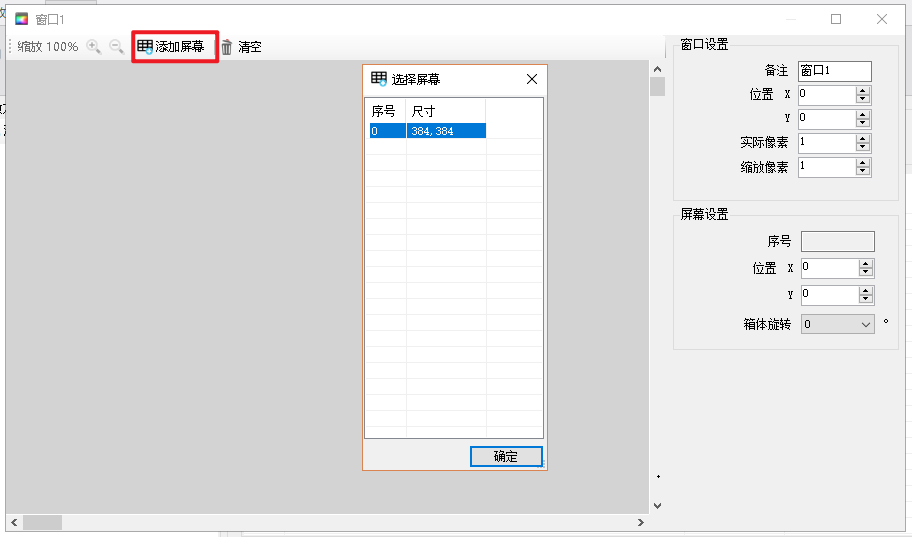 窗口1
缩放 100%
添加屏幕
清空
选择屏幕
序号 尺寸
0 384,384
确定
窗口设置
备注 窗口1
位置 X 0
Y 0
实际像素 1
缩放像素 1
屏幕设置
序号
位置 X 0
Y 0
箱体旋转 0 °